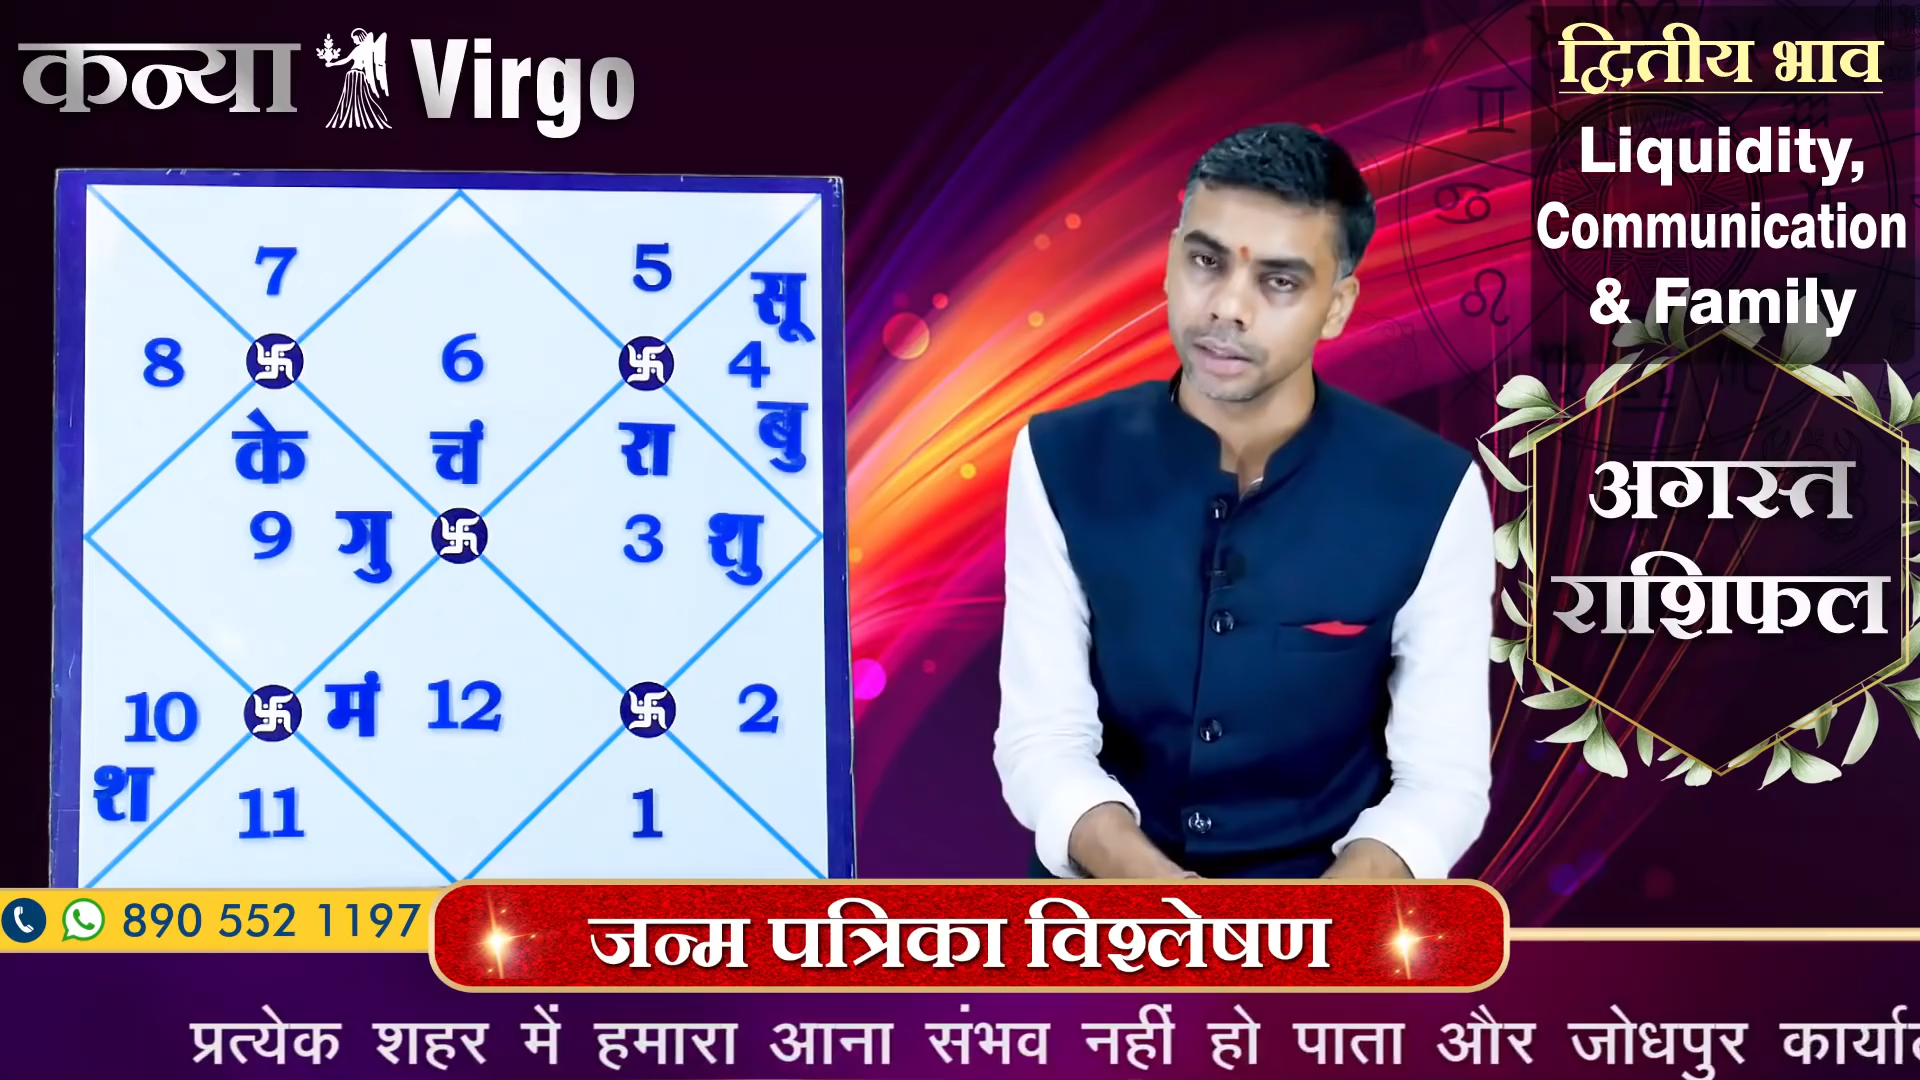 कन्या Virgo
द्वितीय भाव
Liquidity,
Communication
& Family
7
5
सू
8
6
4
बु
के
चं
रा
9
गु
3
शु
10
मं
12
2
श
11
1
अगस्त
राशिफल
890 552 1197
जन्म पत्रिका विश्लेषण
प्रत्येक शहर में हमारा आना संभव नहीं हो पाता और जोधपुर